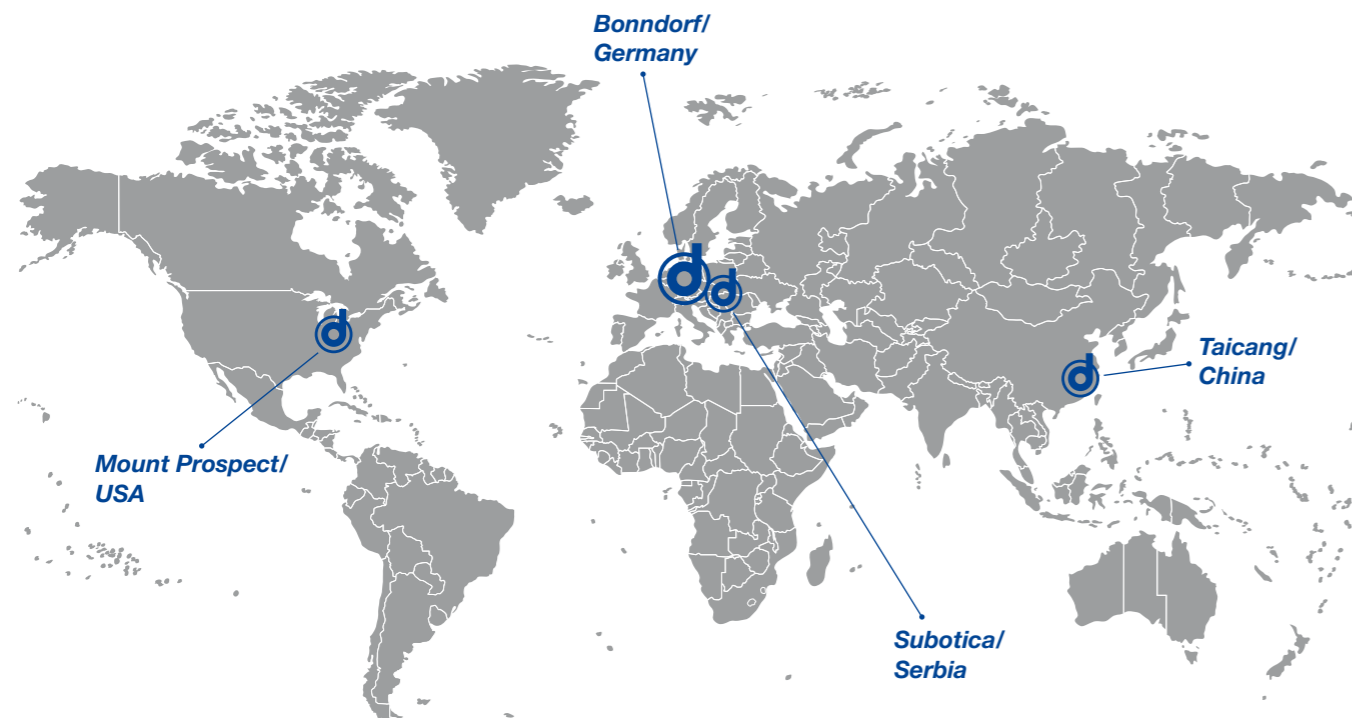 Bonndorf/
Germany
Taicang/
China
Mount Prospect/
USA
Subotica/
Serbia